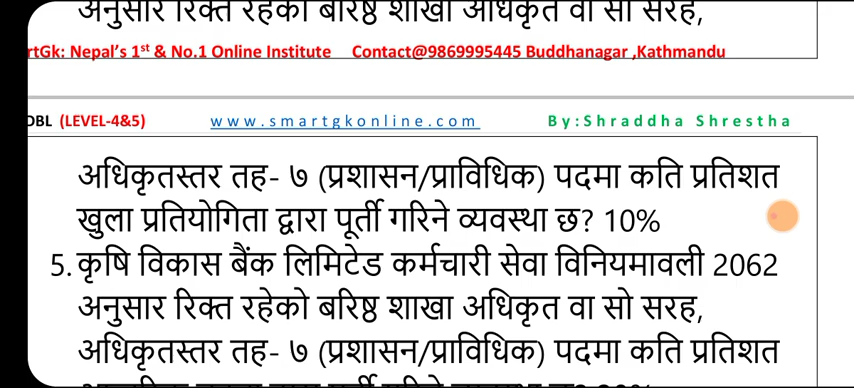 अनुसार रिक्त रहेको बरिष्ठ शाखा अधिकृत वा सो सरह,
rtGk: Nepal's 1st & No.1 Online Institute Contact@9869995445 Buddhanagar ,Kathmandu
DBL (LEVEL-4&5) www.smartgkonline.com By:Shraddha Shrestha
अधिकृतस्तर तह- ७ (प्रशासन/प्राविधिक) पदमा कति प्रतिशत
खुला प्रतियोगिता द्वारा पूर्ती गरिने व्यवस्था छ? 10%
5. कृषि विकास बैंक लिमिटेड कर्मचारी सेवा विनियमावली 2062
अनुसार रिक्त रहेको बरिष्ठ शाखा अधिकृत वा सो सरह,
अधिकृतस्तर तह- ७ (प्रशासन/प्राविधिक) पदमा कति प्रतिशत